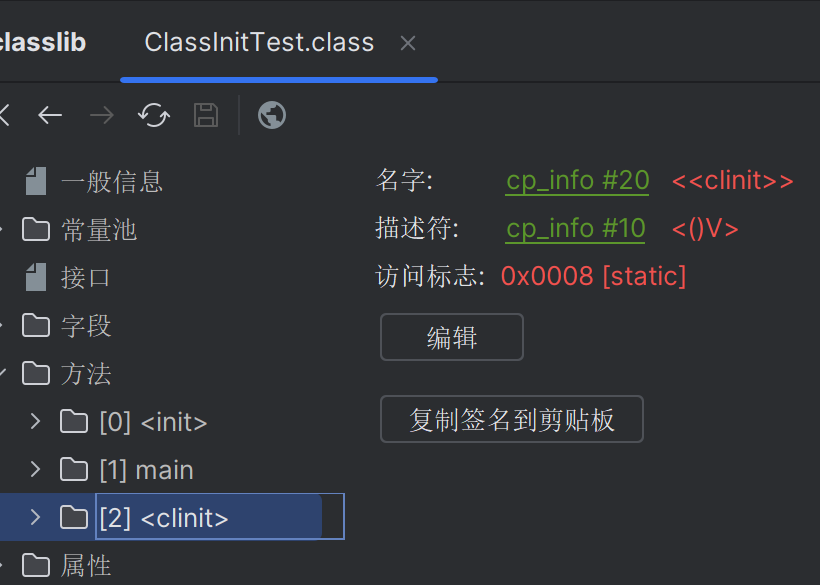 classlib ClassInitTest.class
一般信息
常量池
接口
字段
方法
[0] <init>
[1] main
[2] <clinit>
属性
名字: cp_info #20 <<clinit>>
描述符: cp_info #10 <()V>
访问标志: 0x0008 [static]
编辑
复制签名到剪贴板